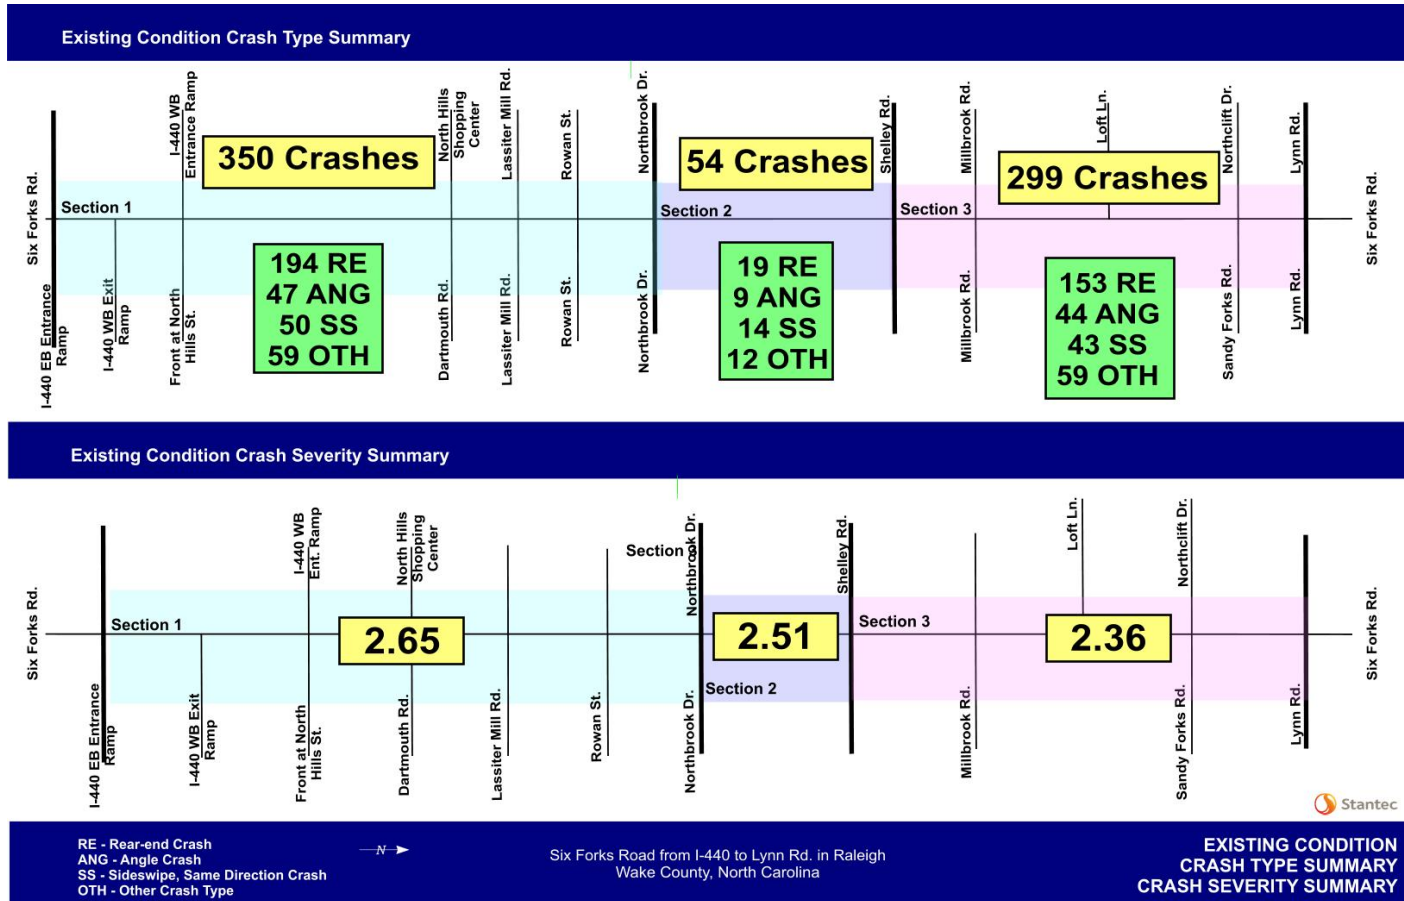 Existing Condition Crash Type Summary
Six Forks Rd.
I-440 WB
Entrance Ramp
350 Crashes
North Hills
Shopping
Center
Lassiter Mill Rd.
Rowan St.
Northbrook Dr.
54 Crashes
Shelley Rd.
Millbrook Rd.
Loft Ln.
299 Crashes
Northclift Dr.
Lynn Rd.
Six Forks Rd.
Section 1
Section 2
Section 3
I-440 EB Entrance
Ramp
I-440 WB Exit
Ramp
Front at North
Hills St.
194 RE
47 ANG
50 SS
59 OTH
Dartmouth Rd.
Lassiter Mill Rd.
Rowan St.
Northbrook Dr.
19 RE
9 ANG
14 SS
12 OTH
Millbrook Rd.
153 RE
44 ANG
43 SS
59 OTH
Sandy Forks Rd.
Lynn Rd.
Existing Condition Crash Severity Summary
Six Forks Rd.
I-440 WB
Ent. Ramp
North Hills
Shopping
Center
Section
Northbrook Dr.
Shelley Rd.
Loft Ln.
Northclift Dr.
Six Forks Rd.
Section 1
2.65
2.51
Section 3
2.36
Section 2
I-440 EB Entrance
Ramp
I-440 WB Exit
Ramp
Front at North
Hills St.
Dartmouth Rd.
Lassiter Mill Rd.
Rowan St.
Northbrook Dr.
Millbrook Rd.
Sandy Forks Rd.
Lynn Rd.
Stantec
RE - Rear-end Crash
ANG - Angle Crash
SS - Sideswipe, Same Direction Crash
OTH - Other Crash Type
N
Six Forks Road from I-440 to Lynn Rd. in Raleigh
Wake County, North Carolina
EXISTING CONDITION
CRASH TYPE SUMMARY
CRASH SEVERITY SUMMARY